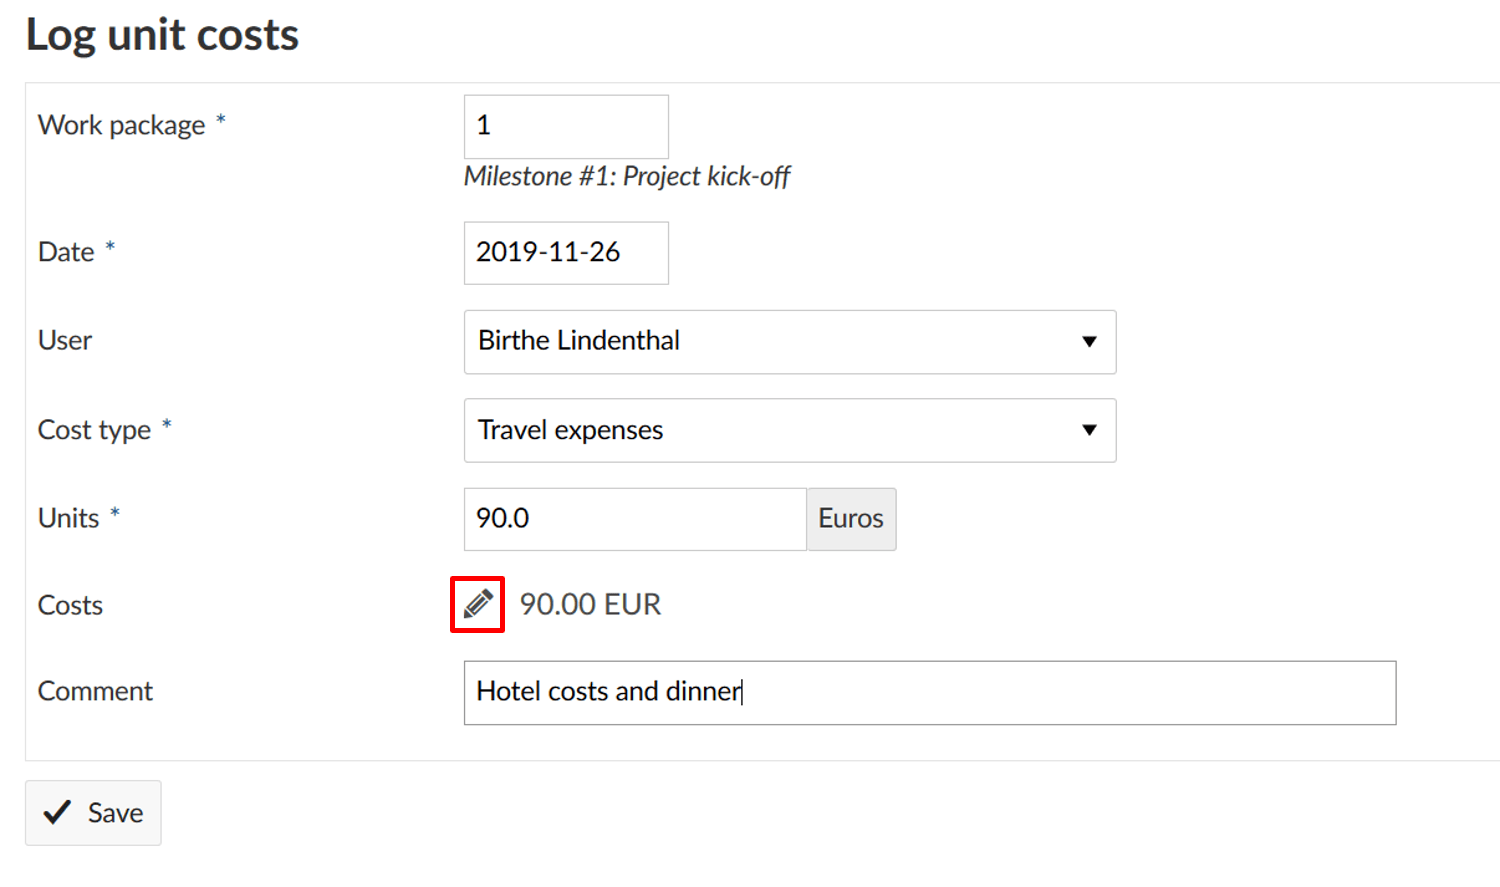 Log unit costs
Work package * 1
Milestone #1: Project kick-off
Date * 2019-11-26
User Birthe Lindenthal
Cost type * Travel expenses
Units * 90.0 Euros
Costs 90.00 EUR
Comment Hotel costs and dinner
Save